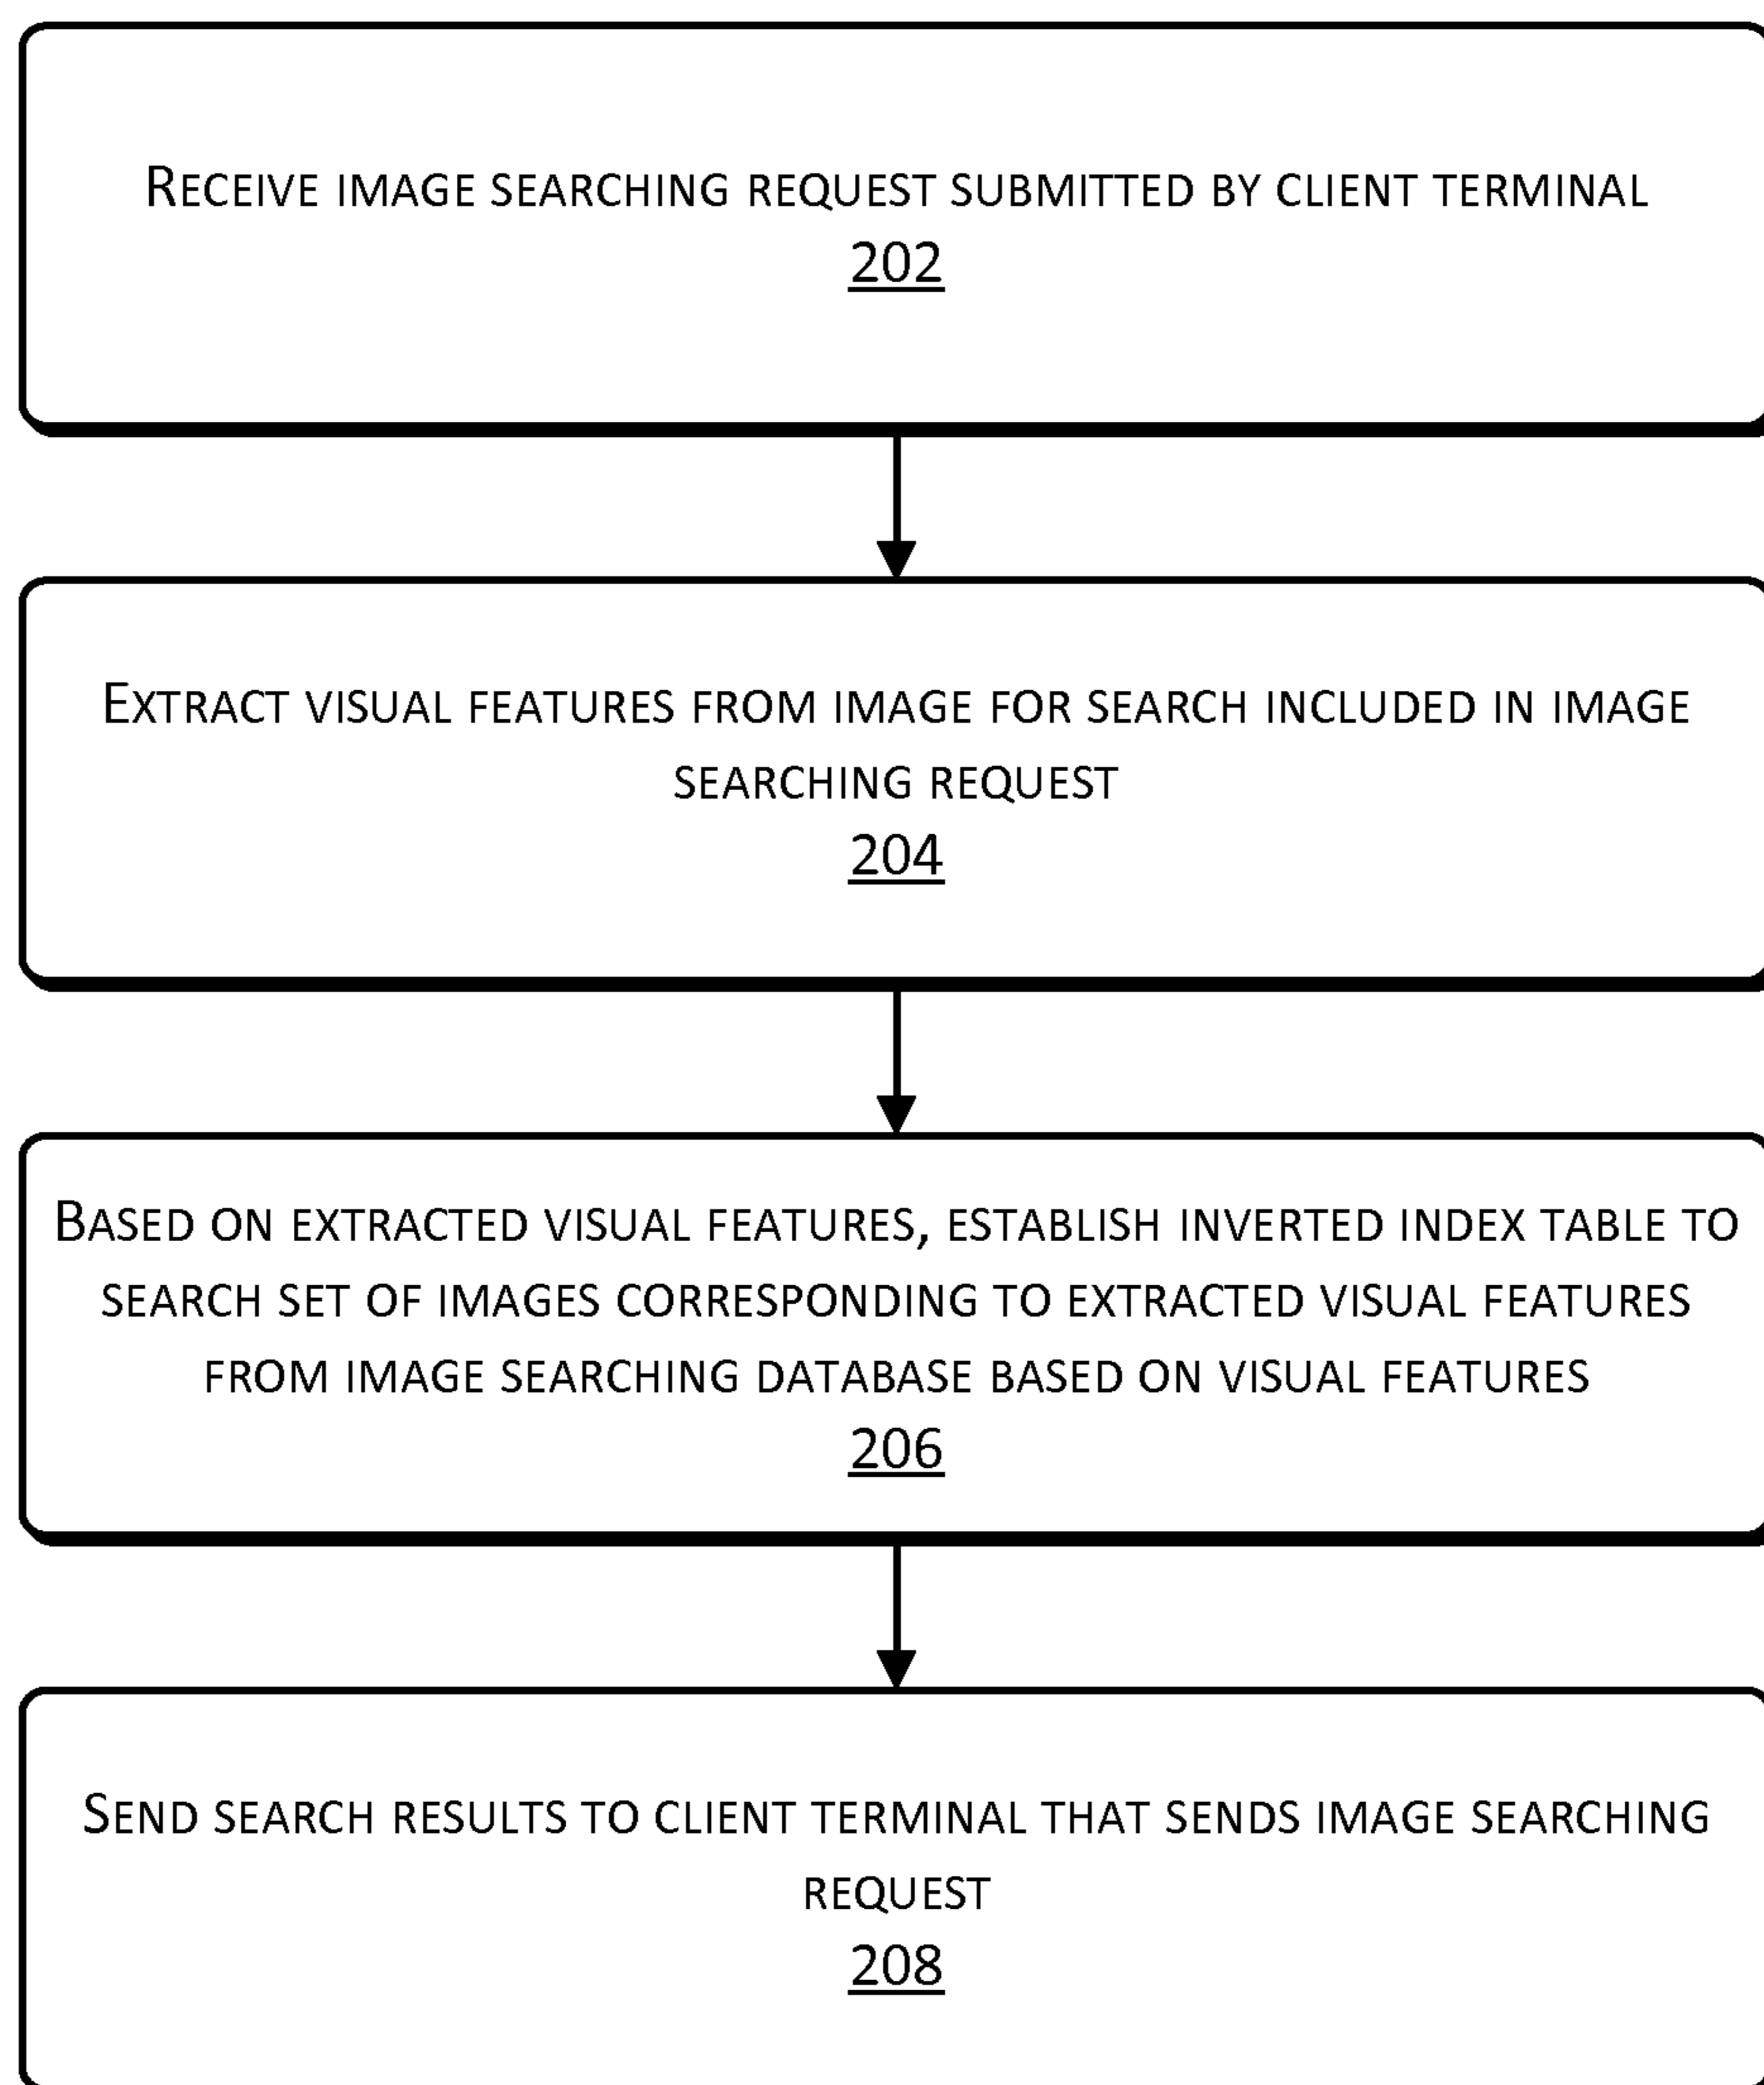 RECEIVE IMAGE SEARCHING REQUEST SUBMITTED BY CLIENT TERMINAL
202
EXTRACT VISUAL FEATURES FROM IMAGE FOR SEARCH INCLUDED IN IMAGE
SEARCHING REQUEST
204
BASED ON EXTRACTED VISUAL FEATURES, ESTABLISH INVERTED INDEX TABLE TO
SEARCH SET OF IMAGES CORRESPONDING TO EXTRACTED VISUAL FEATURES
FROM IMAGE SEARCHING DATABASE BASED ON VISUAL FEATURES
206
SEND SEARCH RESULTS TO CLIENT TERMINAL THAT SENDS IMAGE SEARCHING
REQUEST
208